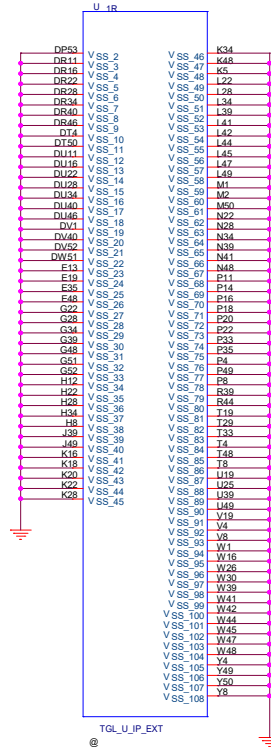 U 1R
DP53 VSS_2 VSS_46 K34
DR11 VSS_3 VSS_47 K48
DR16 VSS_4 VSS_48 K5
DR22 VSS_5 VSS_49 L22
DR28 VSS_6 VSS_50 L28
DR34 VSS_7 VSS_51 L34
DR40 VSS_8 VSS_52 L39
DR46 VSS_9 VSS_53 L41
DT4 VSS_10 VSS_54 L42
DT50 VSS_11 VSS_55 L44
DU11 VSS_12 VSS_56 L45
DU16 VSS_13 VSS_57 L47
DU22 VSS_14 VSS_58 L49
DU28 VSS_15 VSS_59 M1
DU34 VSS_16 VSS_60 M2
DU40 VSS_17 VSS_61 M50
DU46 VSS_18 VSS_62 N22
DV1 VSS_19 VSS_63 N28
DV40 VSS_20 VSS_64 N34
DV52 VSS_21 VSS_65 N39
DW51 VSS_22 VSS_66 N41
E13 VSS_23 VSS_67 N48
E19 VSS_24 VSS_68 P11
E35 VSS_25 VSS_69 P14
E48 VSS_26 VSS_70 P16
G22 VSS_27 VSS_71 P18
G28 VSS_28 VSS_72 P20
G34 VSS_29 VSS_73 P22
G39 VSS_30 VSS_74 P33
G48 VSS_31 VSS_75 P35
G51 VSS_32 VSS_76 P4
G52 VSS_33 VSS_77 P49
H12 VSS_34 VSS_78 P8
H22 VSS_35 VSS_79 R39
H28 VSS_36 VSS_80 R44
H34 VSS_37 VSS_81 T19
H8 VSS_38 VSS_82 T29
J39 VSS_39 VSS_83 T33
J49 VSS_40 VSS_84 T4
K16 VSS_41 VSS_85 T48
K18 VSS_42 VSS_86 T8
K20 VSS_43 VSS_87 U19
K22 VSS_44 VSS_88 U25
K28 VSS_45 VSS_89 U39
VSS_90 U49
VSS_91 V19
VSS_92 V4
VSS_93 V8
VSS_94 W1
VSS_95 W16
VSS_96 W26
VSS_97 W30
VSS_98 W39
VSS_99 W41
VSS_100 W42
VSS_101 W44
VSS_102 W45
VSS_103 W47
VSS_104 W48
VSS_105 Y4
VSS_106 Y49
VSS_107 Y50
VSS_108 Y8
TGL_U_IP_EXT
@